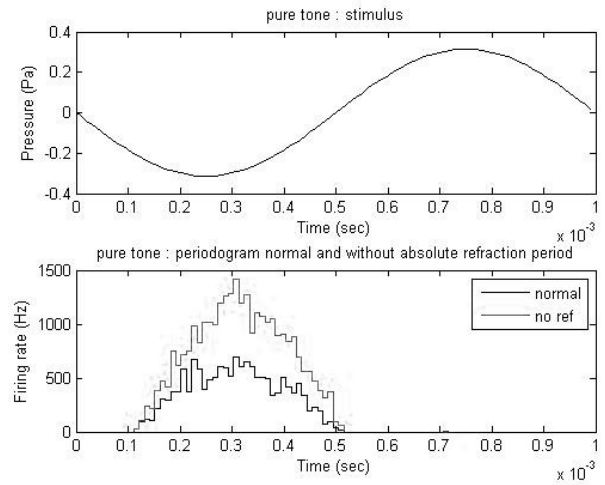 pure tone : stimulus
0.4
0.2
0
-0.2
-0.4
Pressure (Pa)
0 0.1 0.2 0.3 0.4 0.5 0.6 0.7 0.8 0.9 1
Time (sec)
x 10⁻³
pure tone : periodogram normal and without absolute refraction period
1500
1000
500
0
Firing rate (Hz)
normal
no ref
0 0.1 0.2 0.3 0.4 0.5 0.6 0.7 0.8 0.9 1
Time (sec)
x 10⁻³